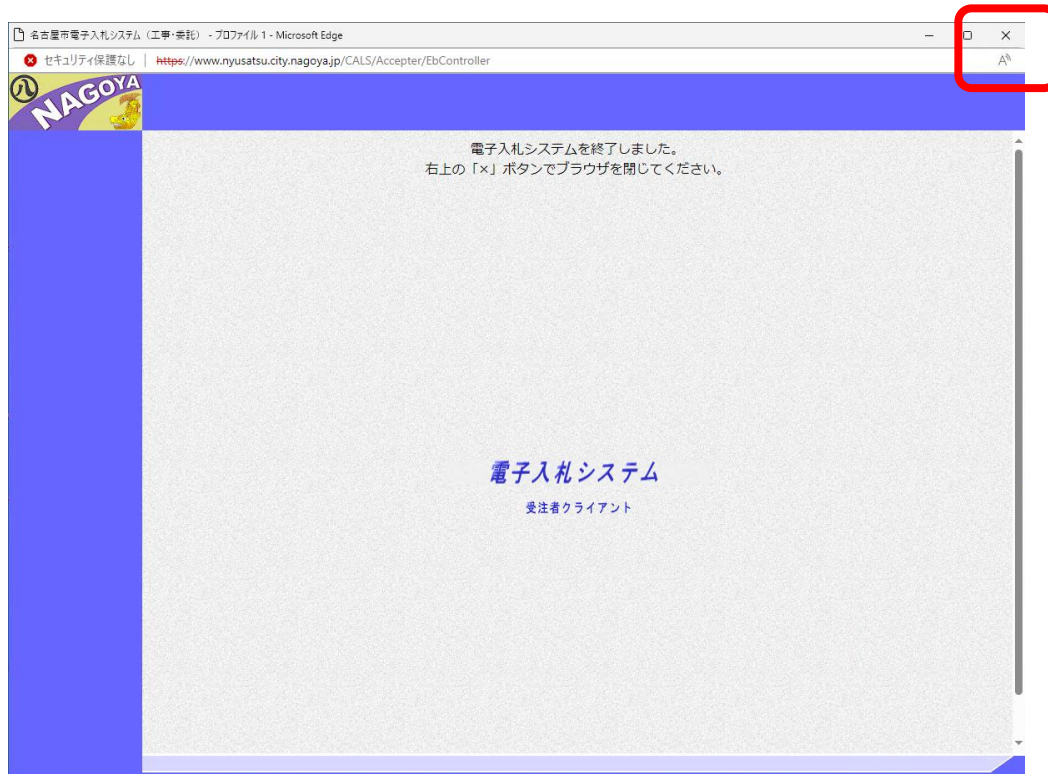 名古屋市電子入札システム（工事・委託） - プロファイル 1 - Microsoft Edge
セキュリティ保護なし | https://www.nyusatsu.city.nagoya.jp/CALS/Accepter/EbController
NAGOYA
電子入札システムを終了しました。
右上の「×」ボタンでブラウザを閉じてください。
電子入札システム
受注者クライアント